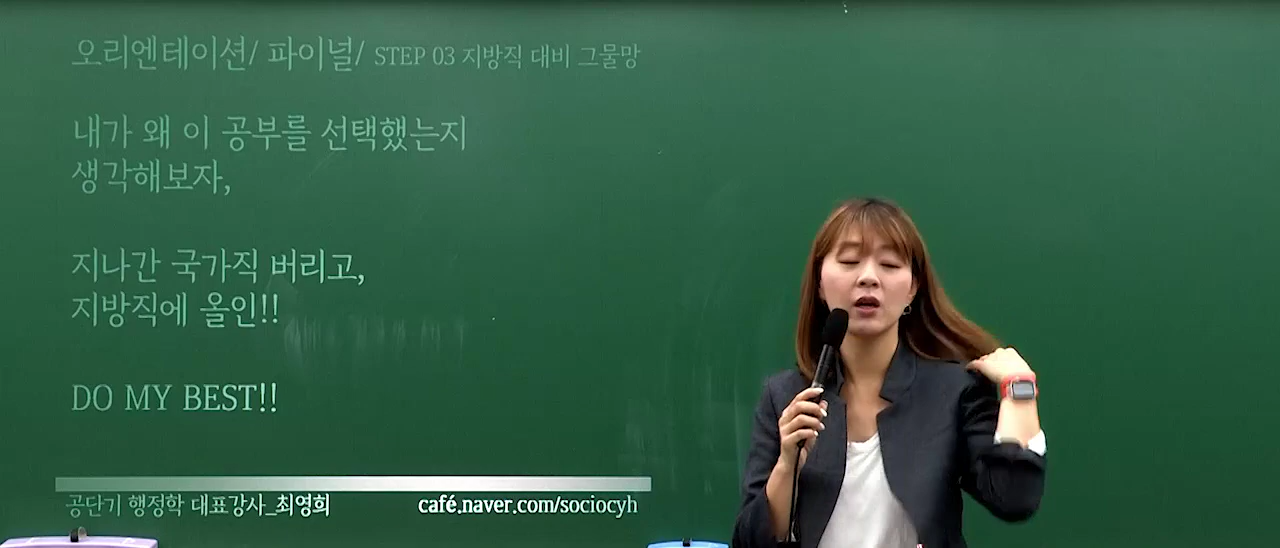 오리엔테이션/ 파이널/ STEP 03 지방직 대비 그물망
내가 왜 이 공부를 선택했는지
생각해보자,
지나간 국가직 버리고,
지방직에 올인!!
DO MY BEST!!
공단기 행정학 대표강사_최영희
café.naver.com/sociocyh